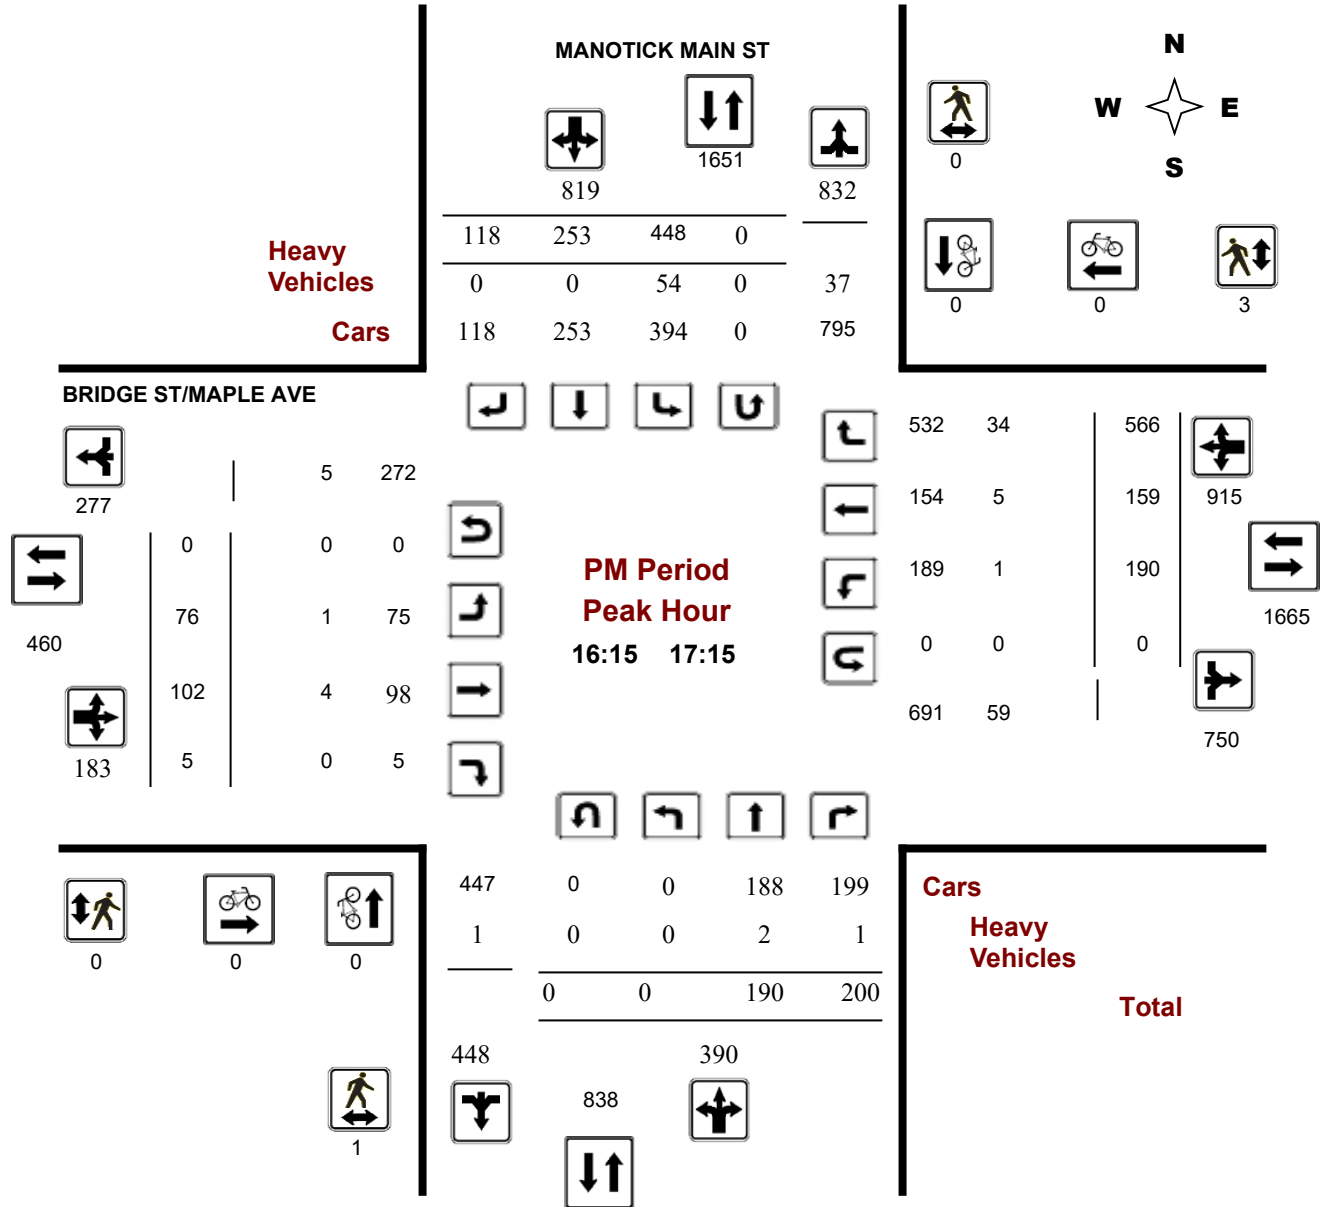 MANOTICK MAIN ST
N
W E
S
1651
0
819 832
118 253 448 0
Heavy
Vehicles
0 0 54 0 37
0 0 3
Cars
118 253 394 0 795
BRIDGE ST/MAPLE AVE
532 34 566
5 272
277
154 5 159 915
0 0 0
PM Period
189 1 190
Peak Hour
76 1 75
1665
460
16:15 17:15
0 0 0
102 4 98
691 59
750
183 5 0 5
447 0 0 188 199
Cars
1 0 0 2 1
Heavy
Vehicles
0 0 0
0 0 190 200
Total
448 390
838
1